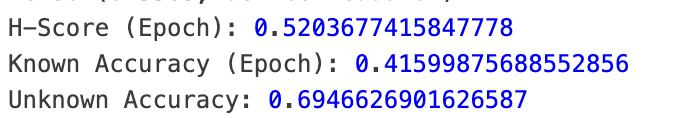 H-Score (Epoch): 0.5203677415847778
Known Accuracy (Epoch): 0.41599875688552856
Unknown Accuracy: 0.6946626901626587